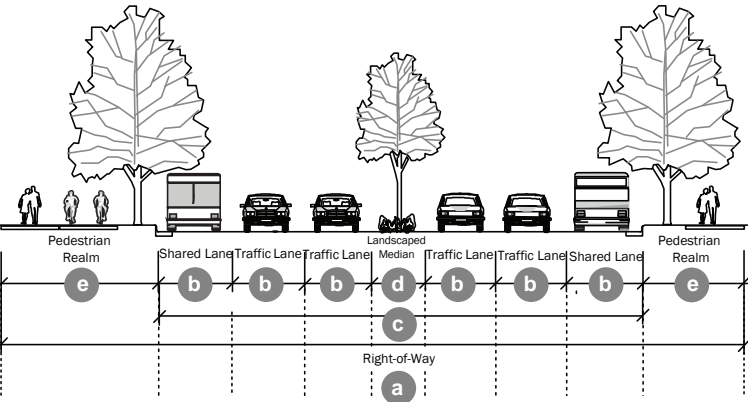 Pedestrian
Realm
Shared Lane
Traffic Lane
Traffic Lane
Landscaped
Median
Traffic Lane
Traffic Lane
Shared Lane
Pedestrian
Realm
e
b
b
b
d
b
b
b
e
c
Right-of-Way
a